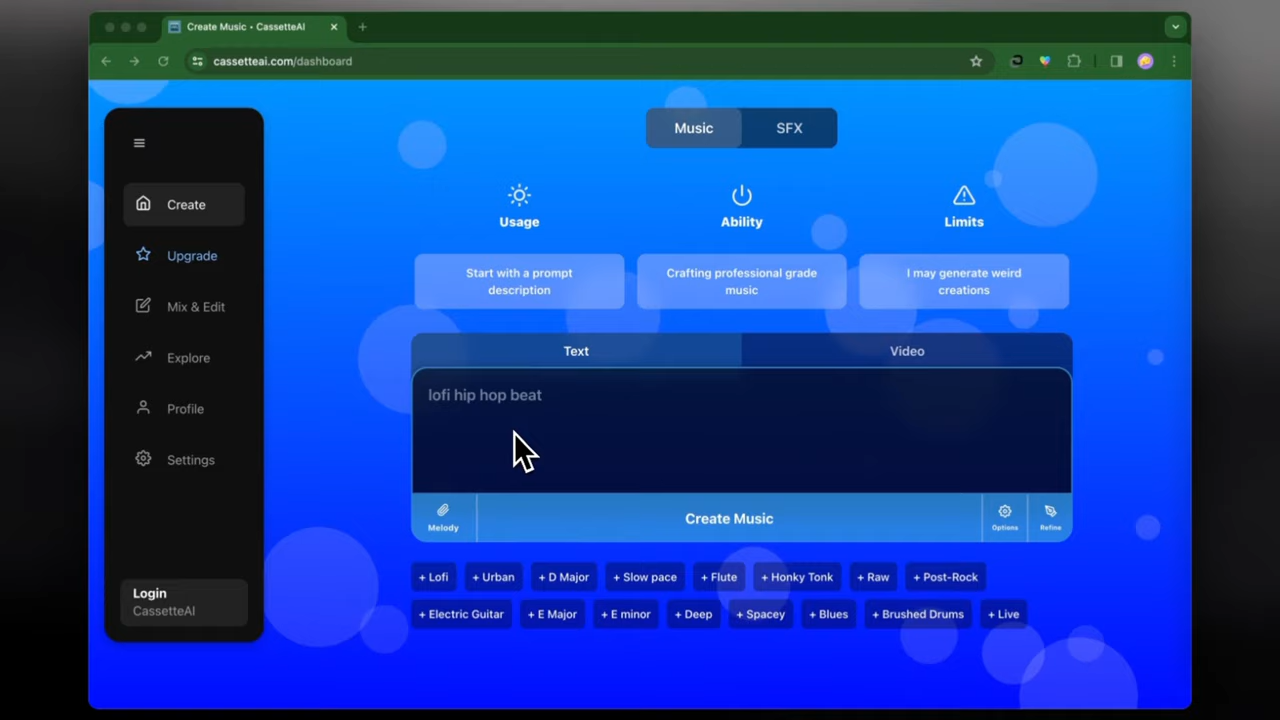 Create Music • CassetteAI
cassetteai.com/dashboard
Music
SFX
Create
Upgrade
Mix & Edit
Explore
Profile
Settings
Login
CassetteAI
Usage
Ability
Limits
Start with a prompt
description
Crafting professional grade
music
I may generate weird
creations
Text
Video
lofi hip hop beat
Melody
Create Music
Options
Refine
+ Lofi
+ Urban
+ D Major
+ Slow pace
+ Flute
+ Honky Tonk
+ Raw
+ Post-Rock
+ Electric Guitar
+ E Major
+ E minor
+ Deep
+ Spacey
+ Blues
+ Brushed Drums
+ Live